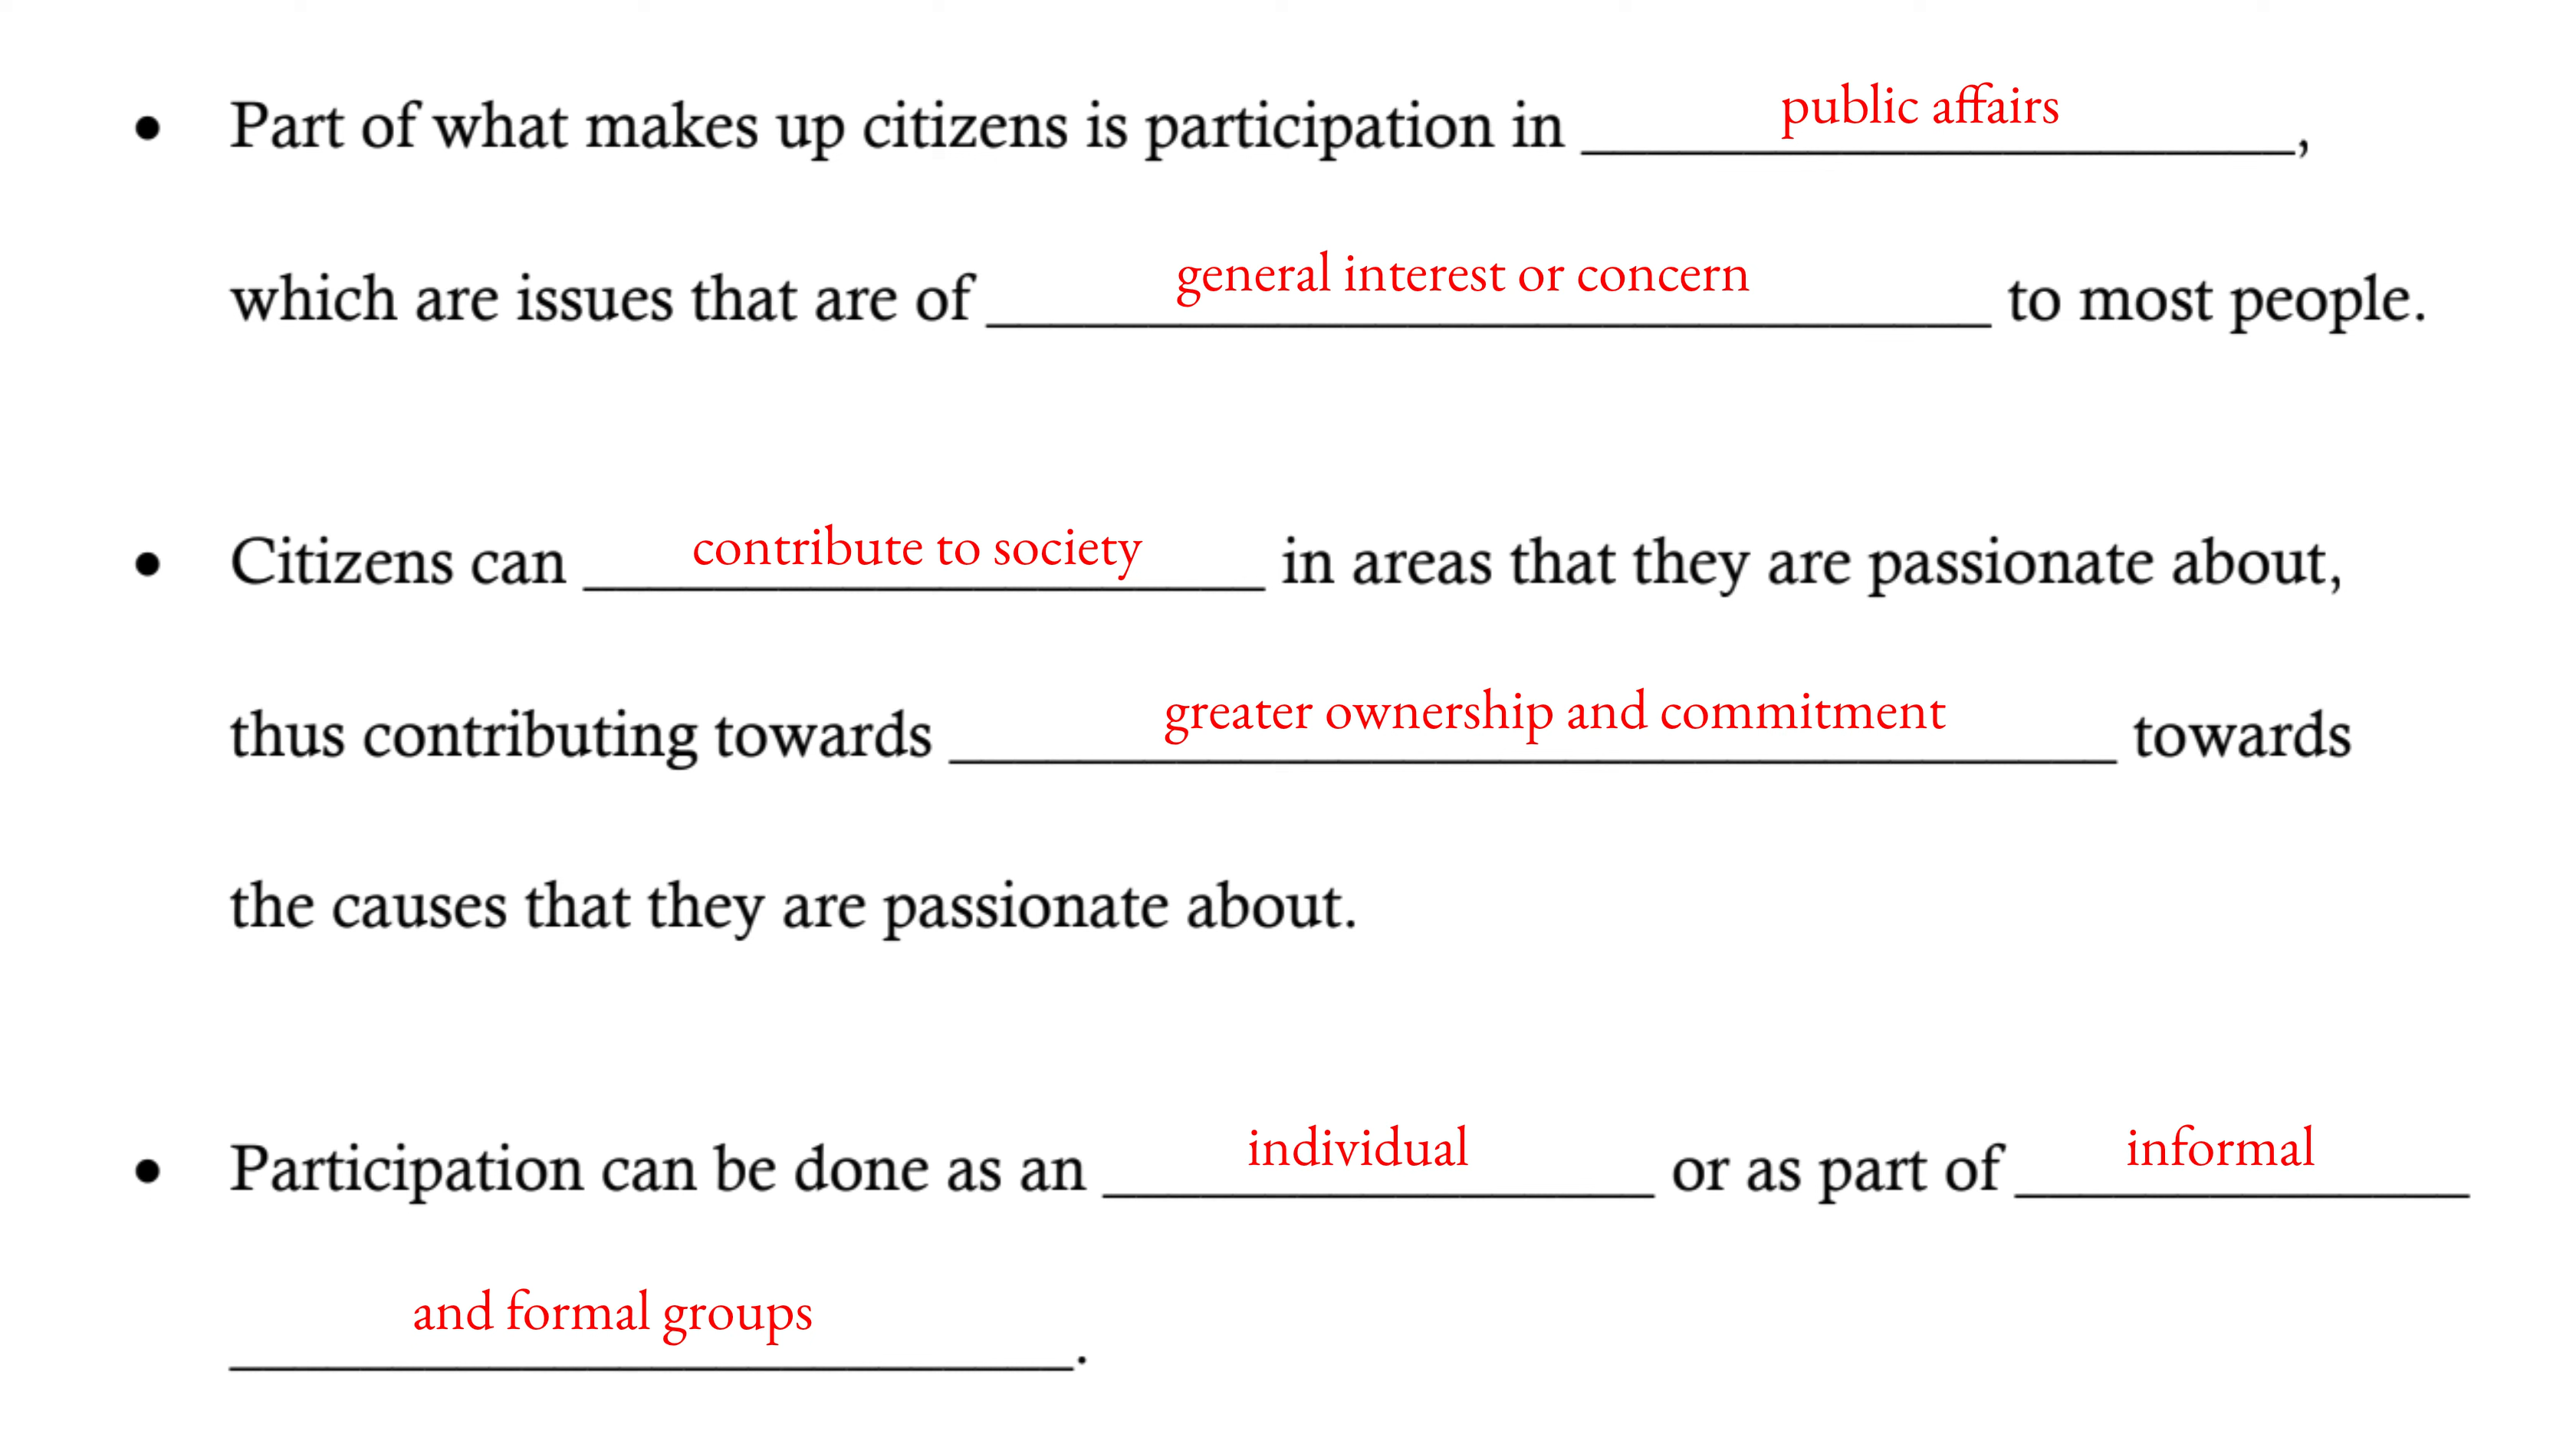 • Part of what makes up citizens is participation in public affairs,
which are issues that are of general interest or concern to most people.
• Citizens can contribute to society in areas that they are passionate about,
thus contributing towards greater ownership and commitment towards
the causes that they are passionate about.
• Participation can be done as an individual or as part of informal
and formal groups.